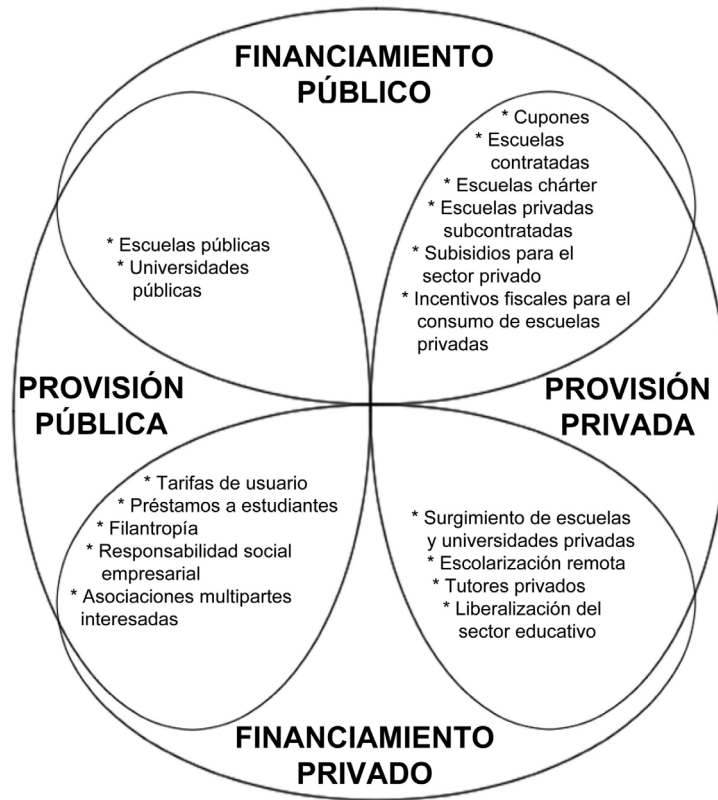 FINANCIAMIENTO
PÚBLICO
* Cupones
* Escuelas
contratadas
* Escuelas chárter
* Escuelas privadas
subcontratadas
* Subsidios para el
sector privado
* Incentivos fiscales para el
consumo de escuelas
privadas
* Escuelas públicas
* Universidades
públicas
PROVISIÓN
PÚBLICA
PROVISIÓN
PRIVADA
* Tarifas de usuario
* Préstamos a estudiantes
* Filantropía
* Responsabilidad social
empresarial
* Asociaciones multipartes
interesadas
* Surgimiento de escuelas
y universidades privadas
* Escolarización remota
* Tutores privados
* Liberalización del
sector educativo
FINANCIAMIENTO
PRIVADO